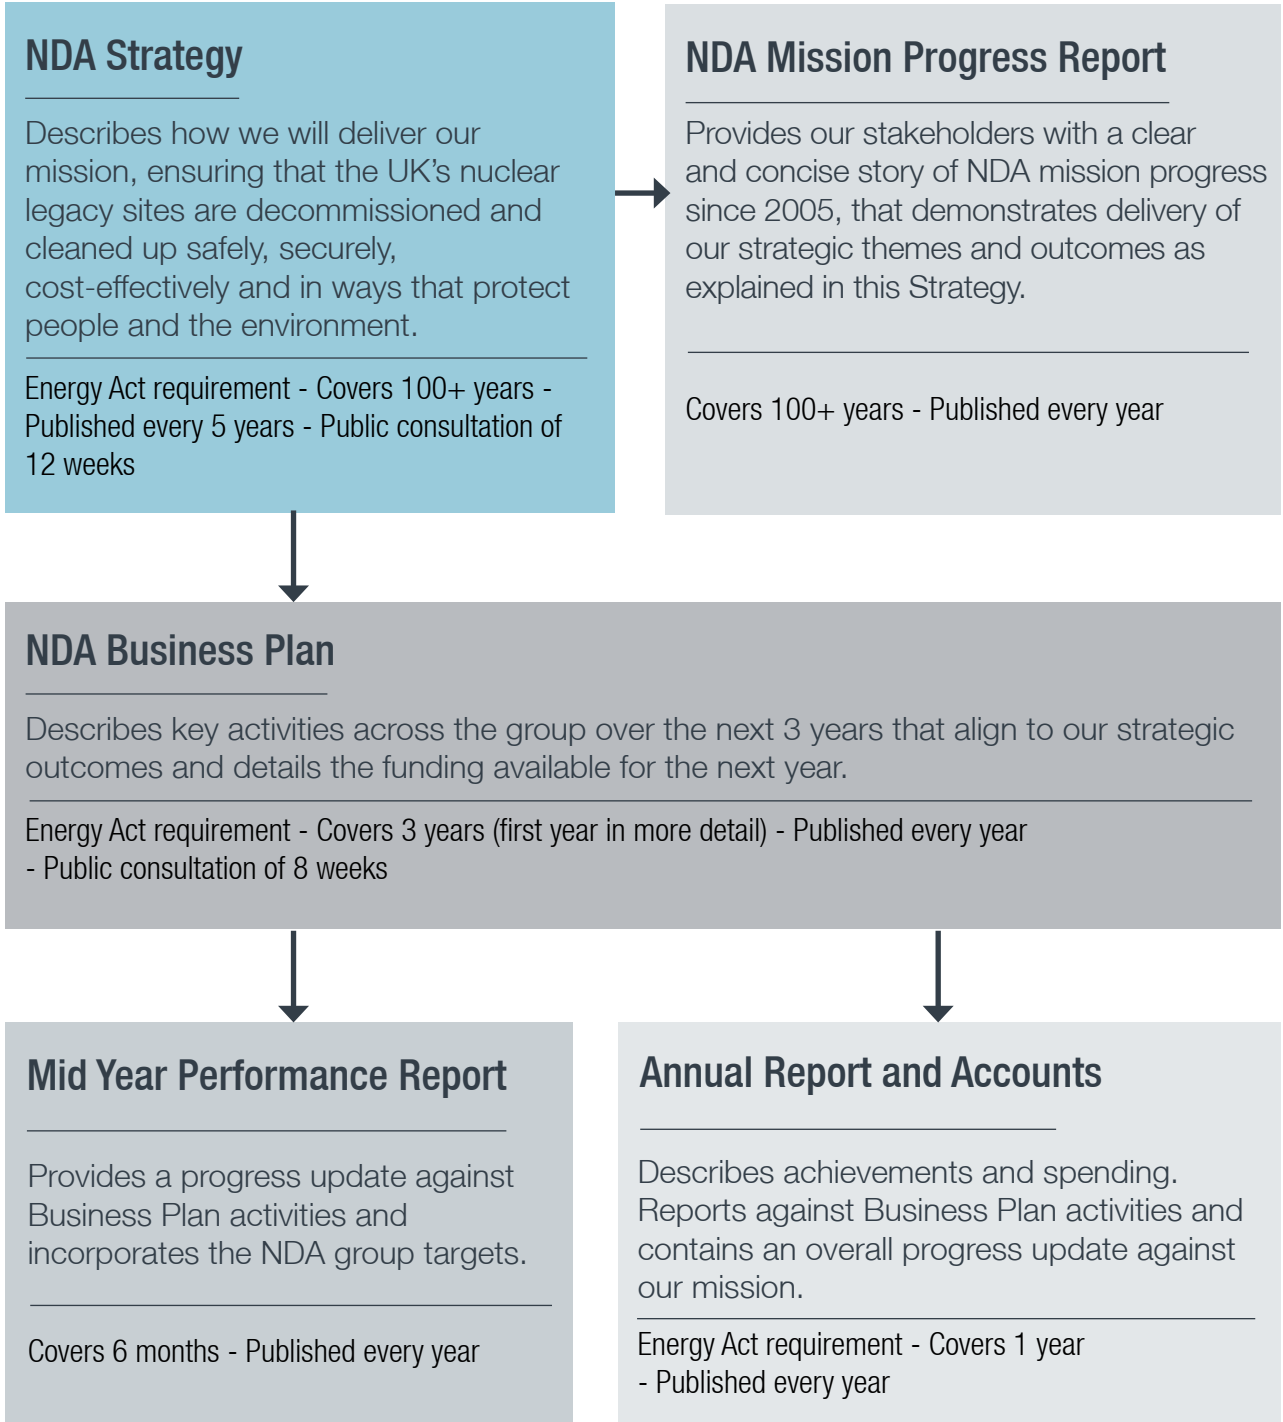 NDA Strategy
Describes how we will deliver our
mission, ensuring that the UK’s nuclear
legacy sites are decommissioned and
cleaned up safely, securely,
cost-effectively and in ways that protect
people and the environment.
Energy Act requirement - Covers 100+ years -
Published every 5 years - Public consultation of
12 weeks
NDA Mission Progress Report
Provides our stakeholders with a clear
and concise story of NDA mission progress
since 2005, that demonstrates delivery of
our strategic themes and outcomes as
explained in this Strategy.
Covers 100+ years - Published every year
NDA Business Plan
Describes key activities across the group over the next 3 years that align to our strategic
outcomes and details the funding available for the next year.
Energy Act requirement - Covers 3 years (first year in more detail) - Published every year
- Public consultation of 8 weeks
Mid Year Performance Report
Provides a progress update against
Business Plan activities and
incorporates the NDA group targets.
Covers 6 months - Published every year
Annual Report and Accounts
Describes achievements and spending.
Reports against Business Plan activities and
contains an overall progress update against
our mission.
Energy Act requirement - Covers 1 year
- Published every year